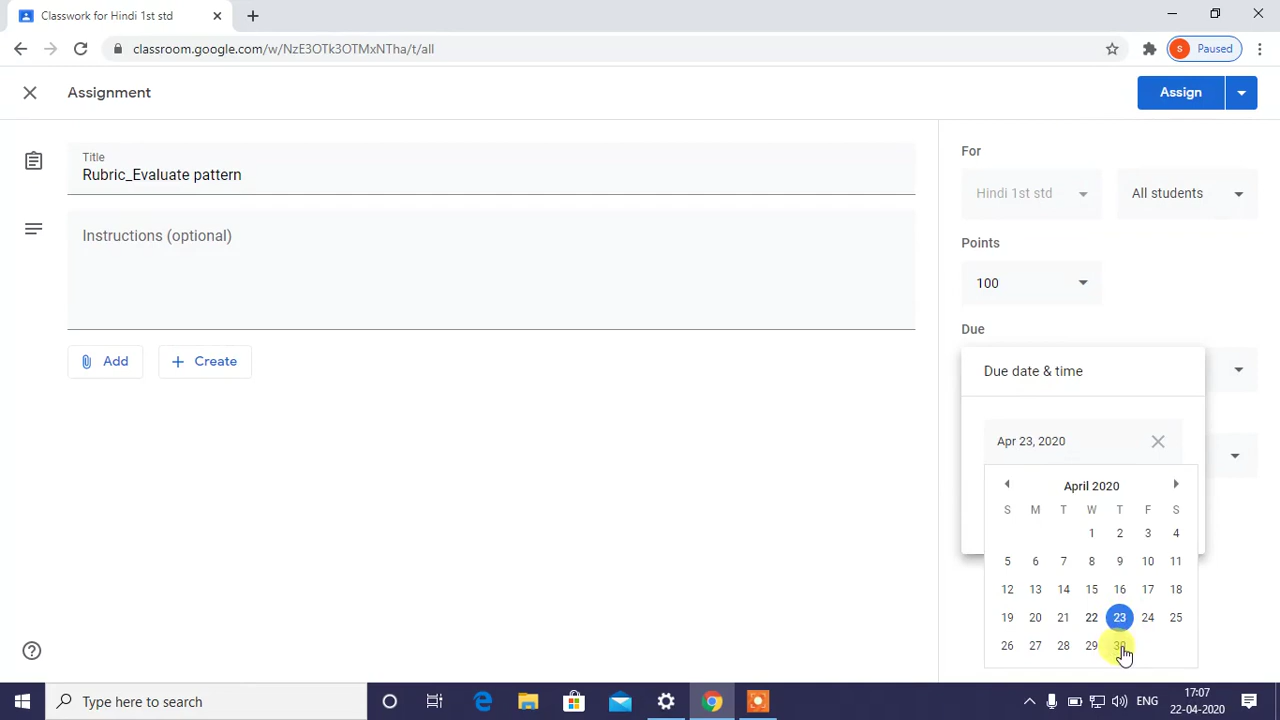 Classwork for Hindi 1st std
classroom.google.com/w/NzE3OTk3OTMxNTha/t/all
S Paused
Assignment
Assign
Title
Rubric_Evaluate pattern
Instructions (optional)
Add
Create
For
Hindi 1st std
All students
Points
100
Due
Due date & time
Apr 23, 2020
April 2020
S M T W T F S
1 2 3 4
5 6 7 8 9 10 11
12 13 14 15 16 17 18
19 20 21 22 23 24 25
26 27 28 29 30
Type here to search
ENG
17:07
22-04-2020